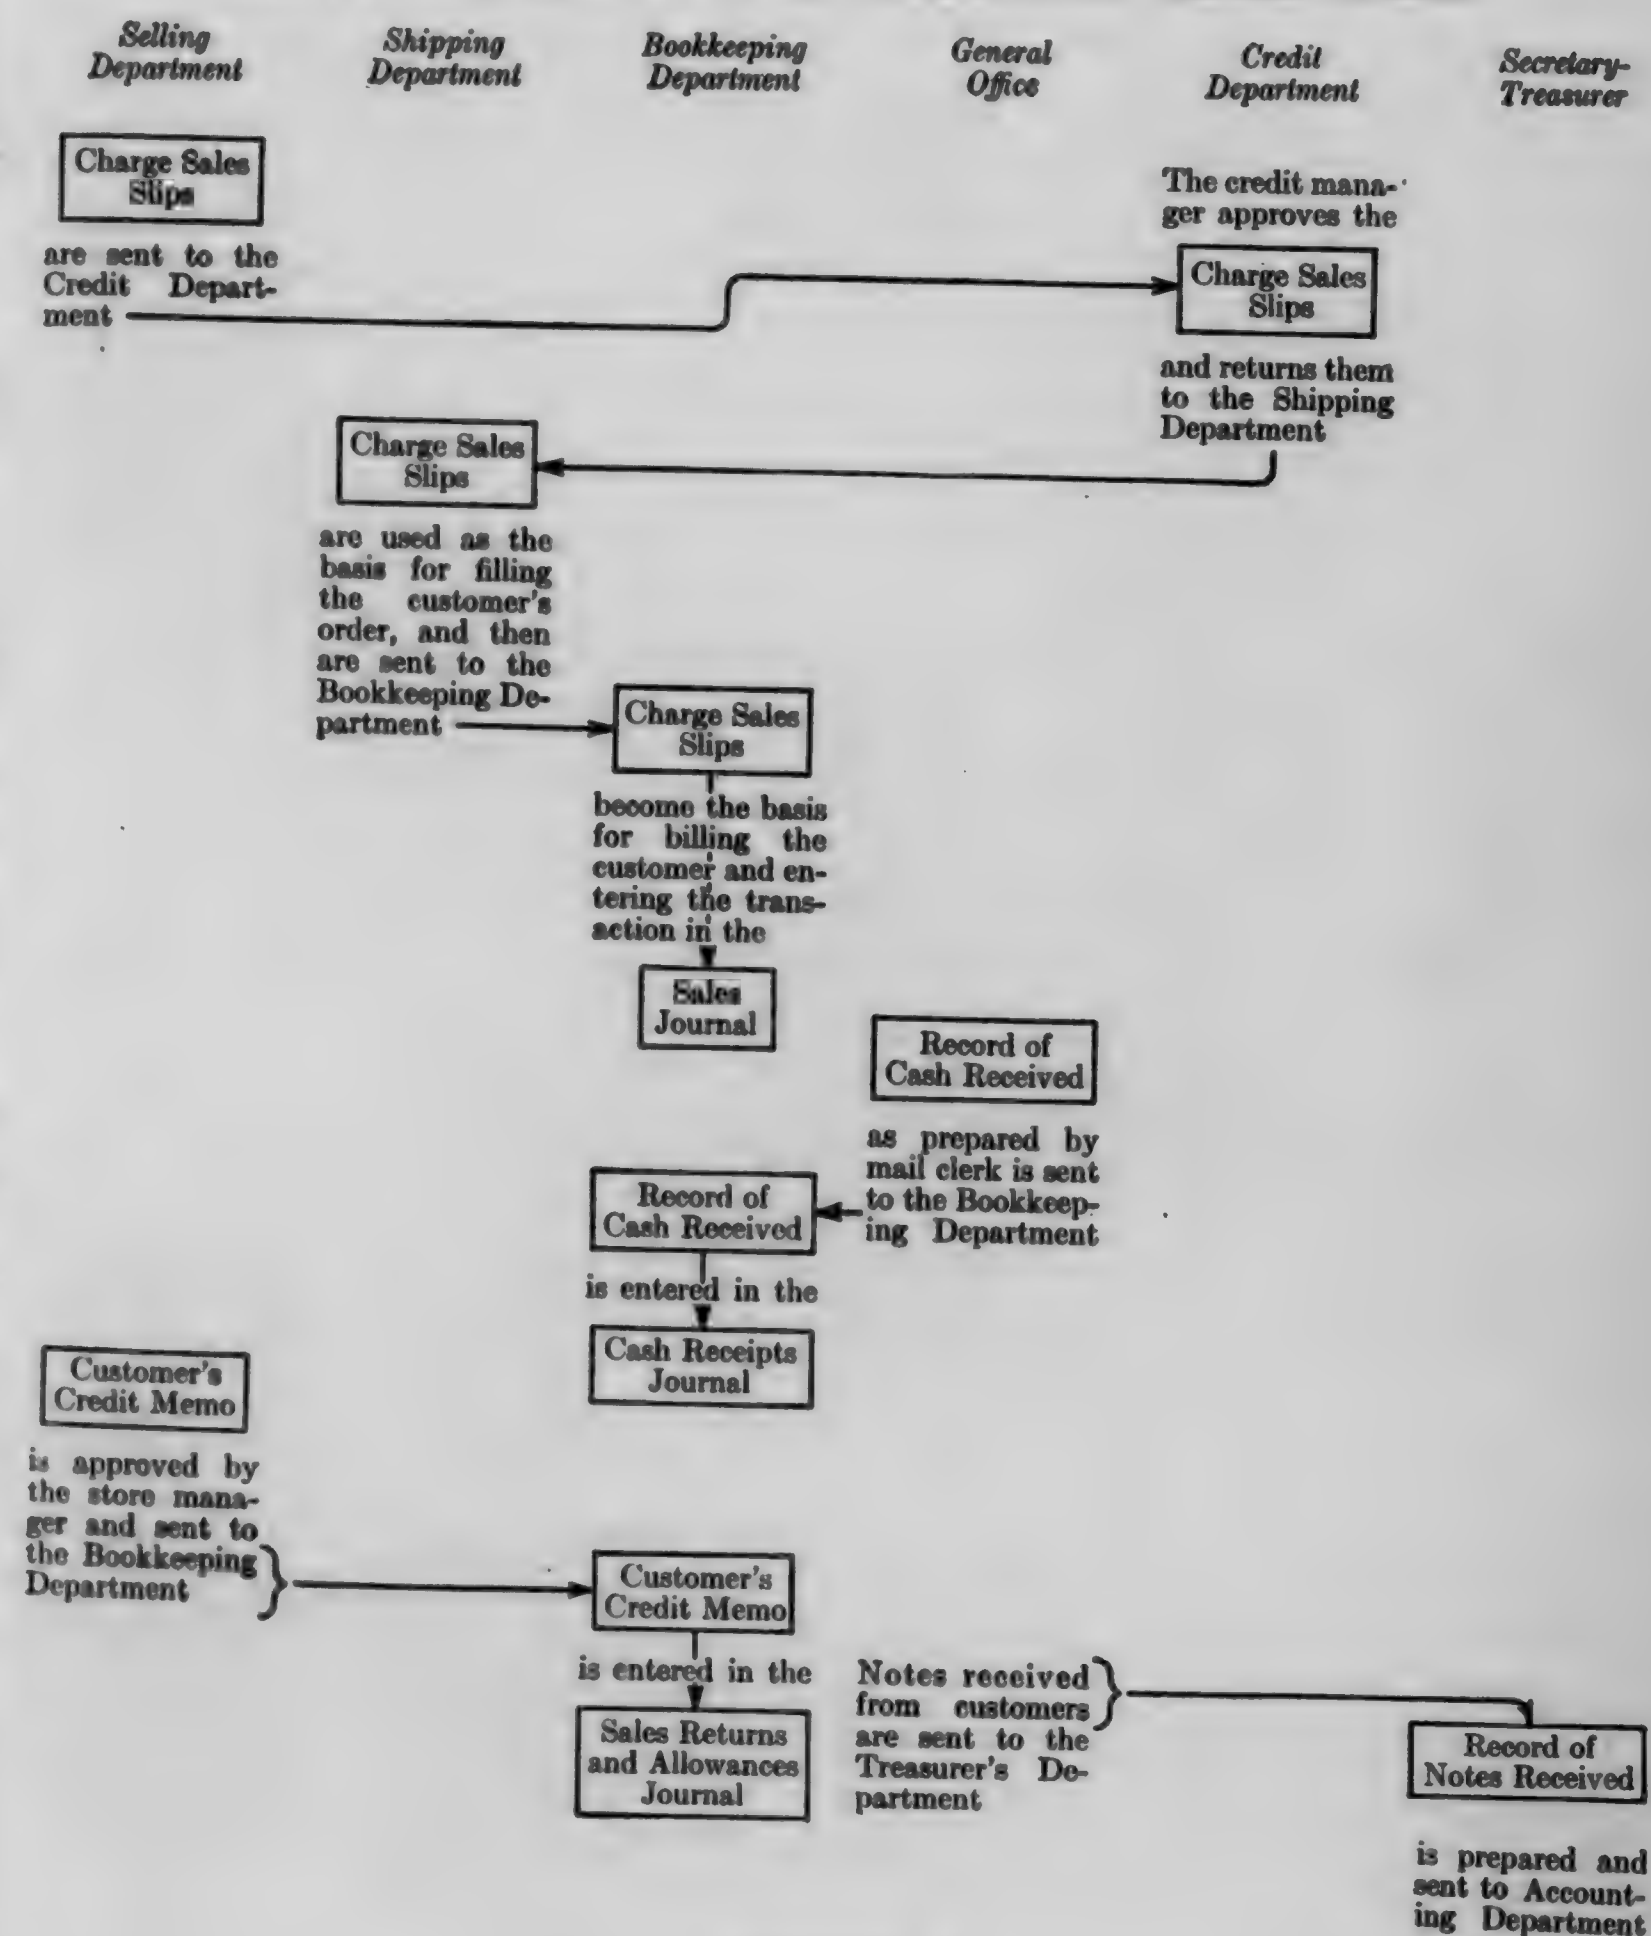 Selling
Department
Shipping
Department
Bookkeeping
Department
General
Office
Credit
Department
Secretary-
Treasurer
Charge Sales
Slips
are sent to the
Credit Depart-
ment
The credit mana-
ger approves the
Charge Sales
Slips
and returns them
to the Shipping
Department
Charge Sales
Slips
are used as the
basis for filling
the customer's
order, and then
are sent to the
Bookkeeping De-
partment
Charge Sales
Slips
become the basis
for billing the
customer and en-
tering the trans-
action in the
Sales
Journal
Record of
Cash Received
as prepared by
mail clerk is sent
to the Bookkeep-
ing Department
Record of
Cash Received
is entered in the
Cash Receipts
Journal
Customer's
Credit Memo
is approved by
the store mana-
ger and sent to
the Bookkeeping
Department
Customer's
Credit Memo
is entered in the
Sales Returns
and Allowances
Journal
Notes received
from customers
are sent to the
Treasurer's De-
partment
Record of
Notes Received
is prepared and
sent to Account-
ing Department